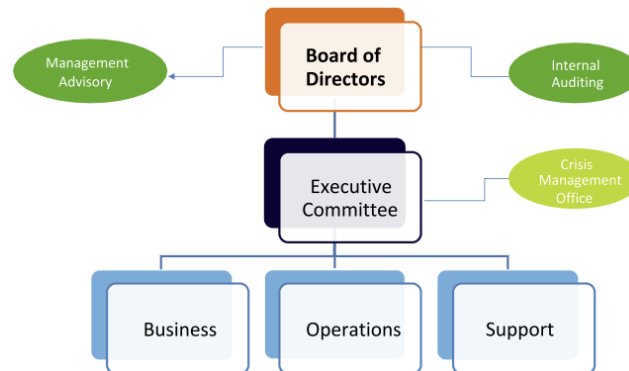 Board of
Directors
Management
Advisory
Internal
Auditing
Executive
Committee
Crisis
Management
Office
Business
Operations
Support